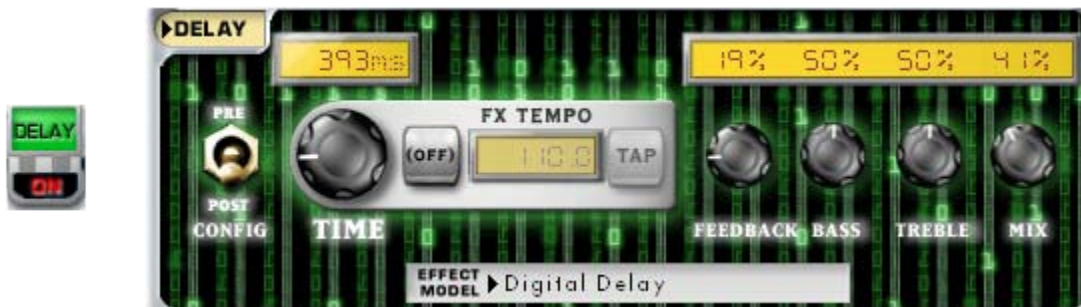 DELAY
393ms
19% 50% 50% 41%
PRE
FX TEMPO
DELAY
(OFF)
110.0
TAP
ON
POST
CONFIG
TIME
FEEDBACK
BASS
TREBLE
MIX
EFFECT
MODEL
Digital Delay